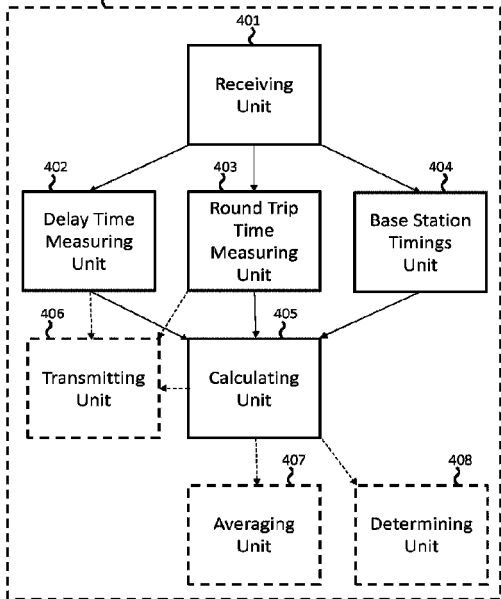 401
Receiving
Unit
402
Delay Time
Measuring
Unit
403
Round Trip
Time
Measuring
Unit
404
Base Station
Timings
Unit
406
Transmitting
Unit
405
Calculating
Unit
407
Averaging
Unit
408
Determining
Unit